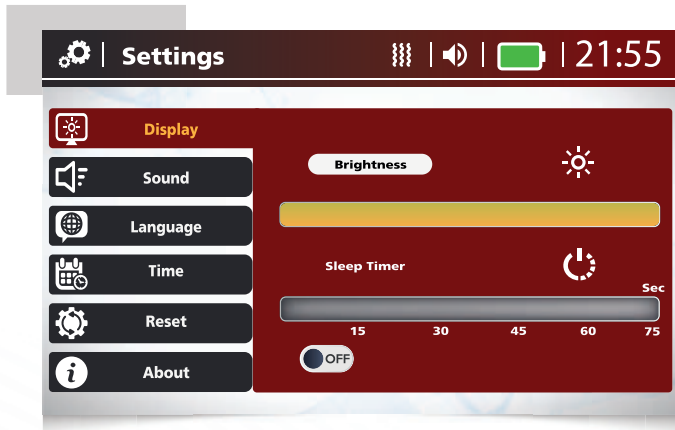 Settings
21:55
Display
Sound
Language
Time
Reset
About
Brightness
Sleep Timer
Sec
15 30 45 60 75
OFF